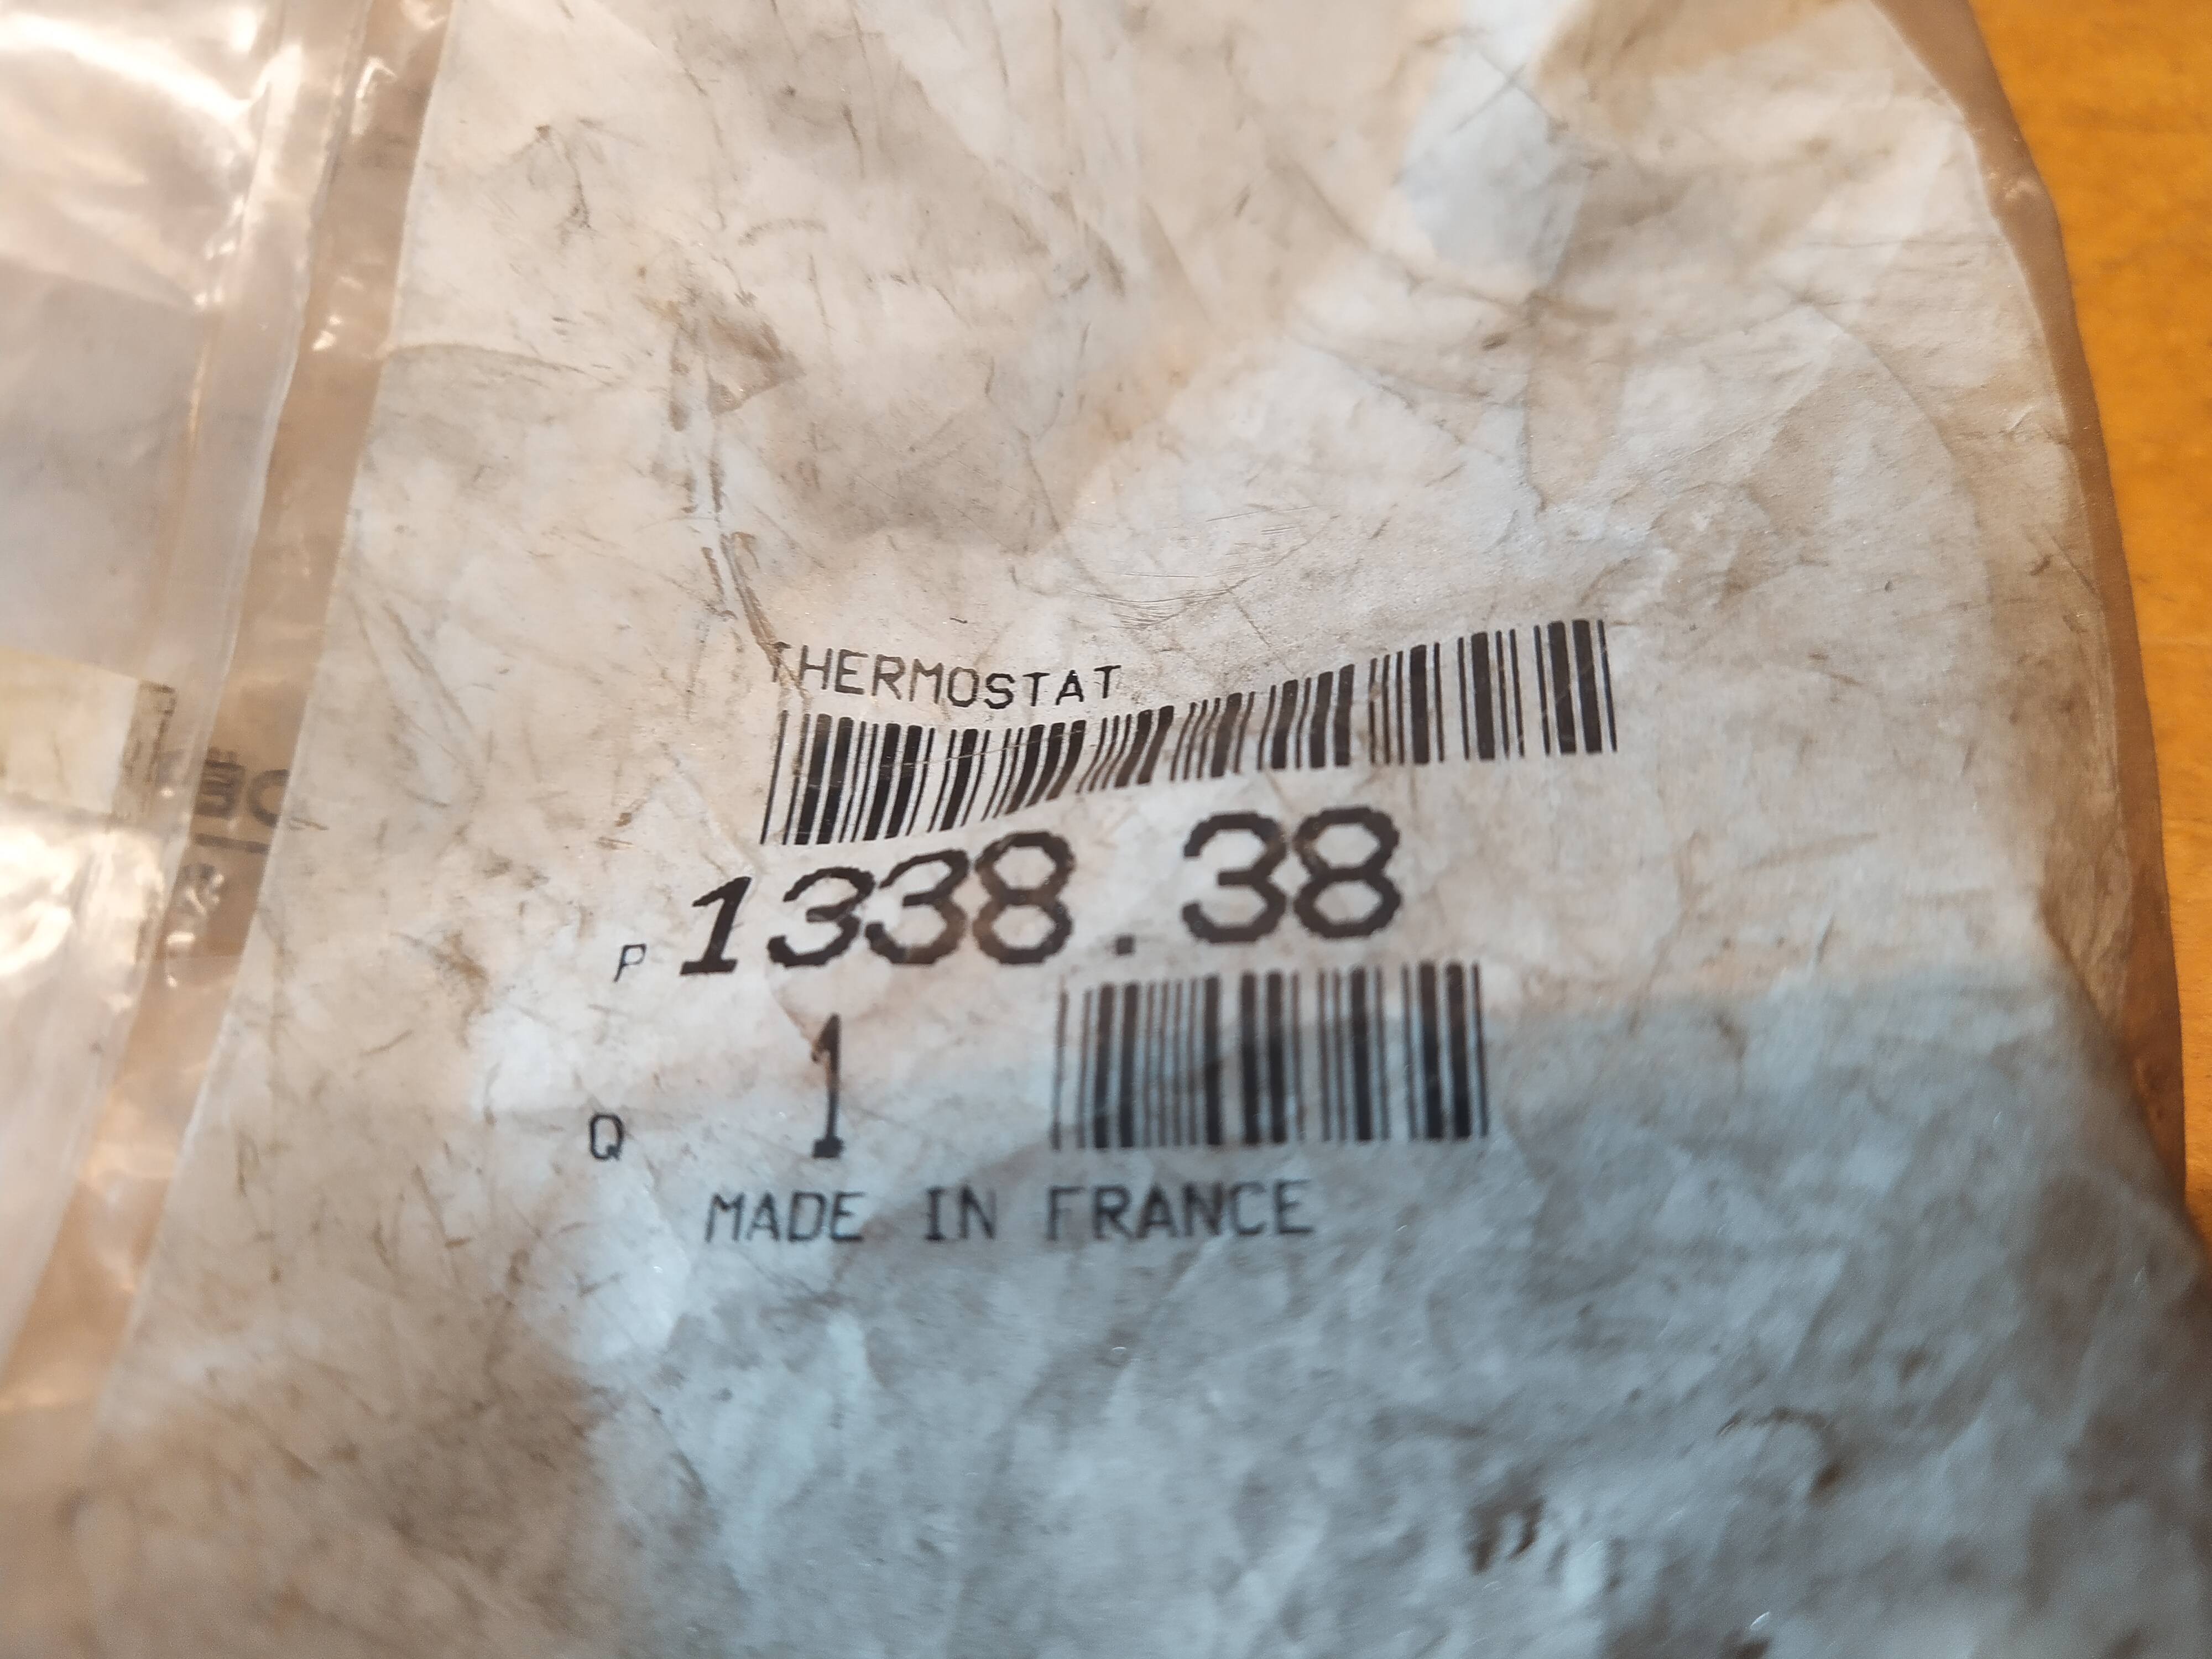 THERMOSTAT
P 1338.38
Q 1
MADE IN FRANCE